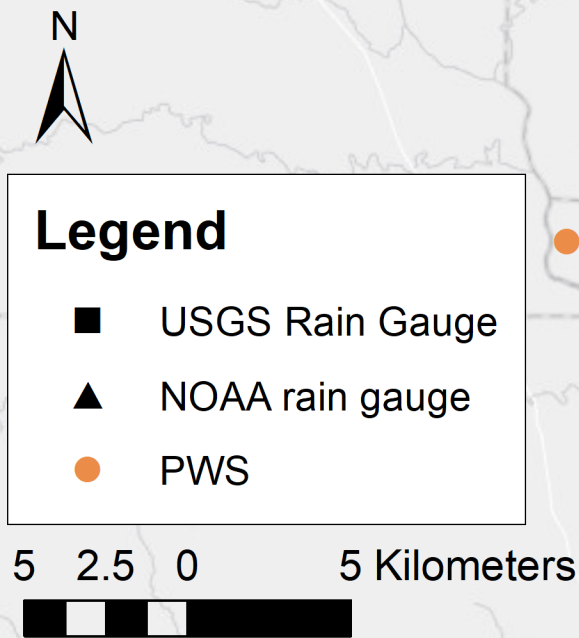 N
Legend
USGS Rain Gauge
NOAA rain gauge
PWS
5 2.5 0 5 Kilometers